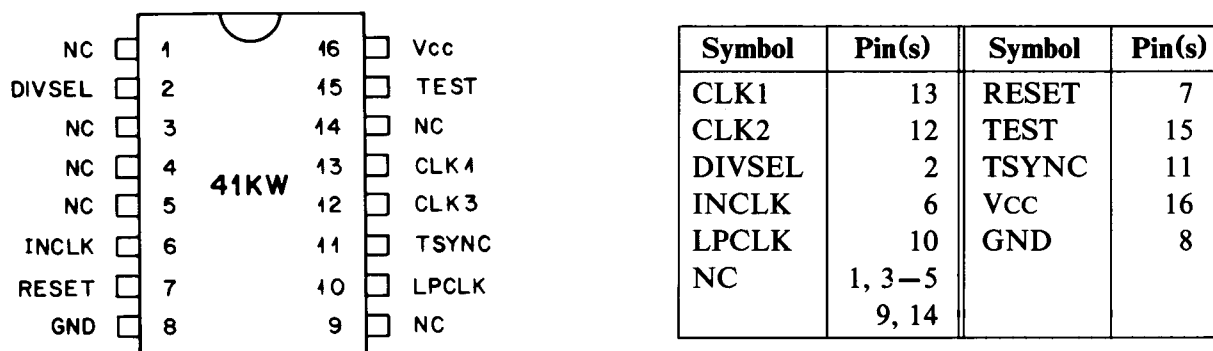 NC 1 16 Vcc
DIVSEL 2 15 TEST
NC 3 14 NC
NC 4 13 CLK1
41KW
NC 5 12 CLK3
INCLK 6 11 TSYNC
RESET 7 10 LPCLK
GND 8 9 NC
Symbol Pin(s) Symbol Pin(s)
CLK1 13 RESET 7
CLK2 12 TEST 15
DIVSEL 2 TSYNC 11
INCLK 6 VCC 16
LPCLK 10 GND 8
NC 1, 3–5
9, 14